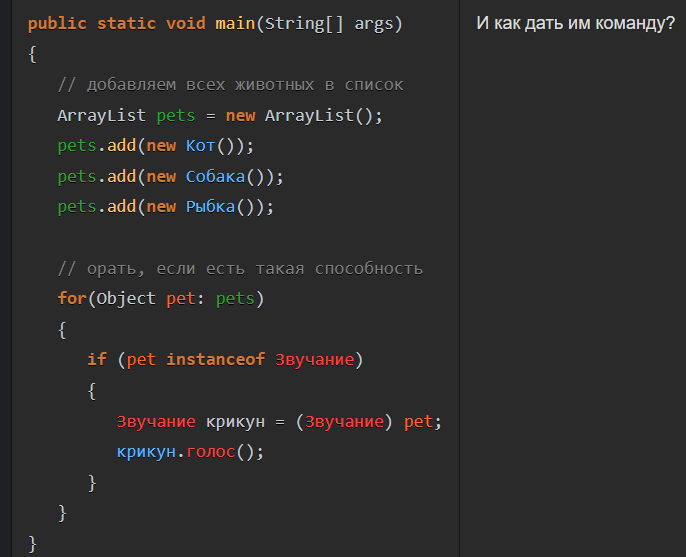 public static void main(String[] args)
{
// добавляем всех животных в список
ArrayList pets = new ArrayList();
pets.add(new Кот());
pets.add(new Собака());
pets.add(new Рыбка());
// орать, если есть такая способность
for(Object pet: pets)
{
if (pet instanceof Звучание)
{
Звучание крикун = (Звучание) pet;
крикун.голос();
}
}
}
И как дать им команду?